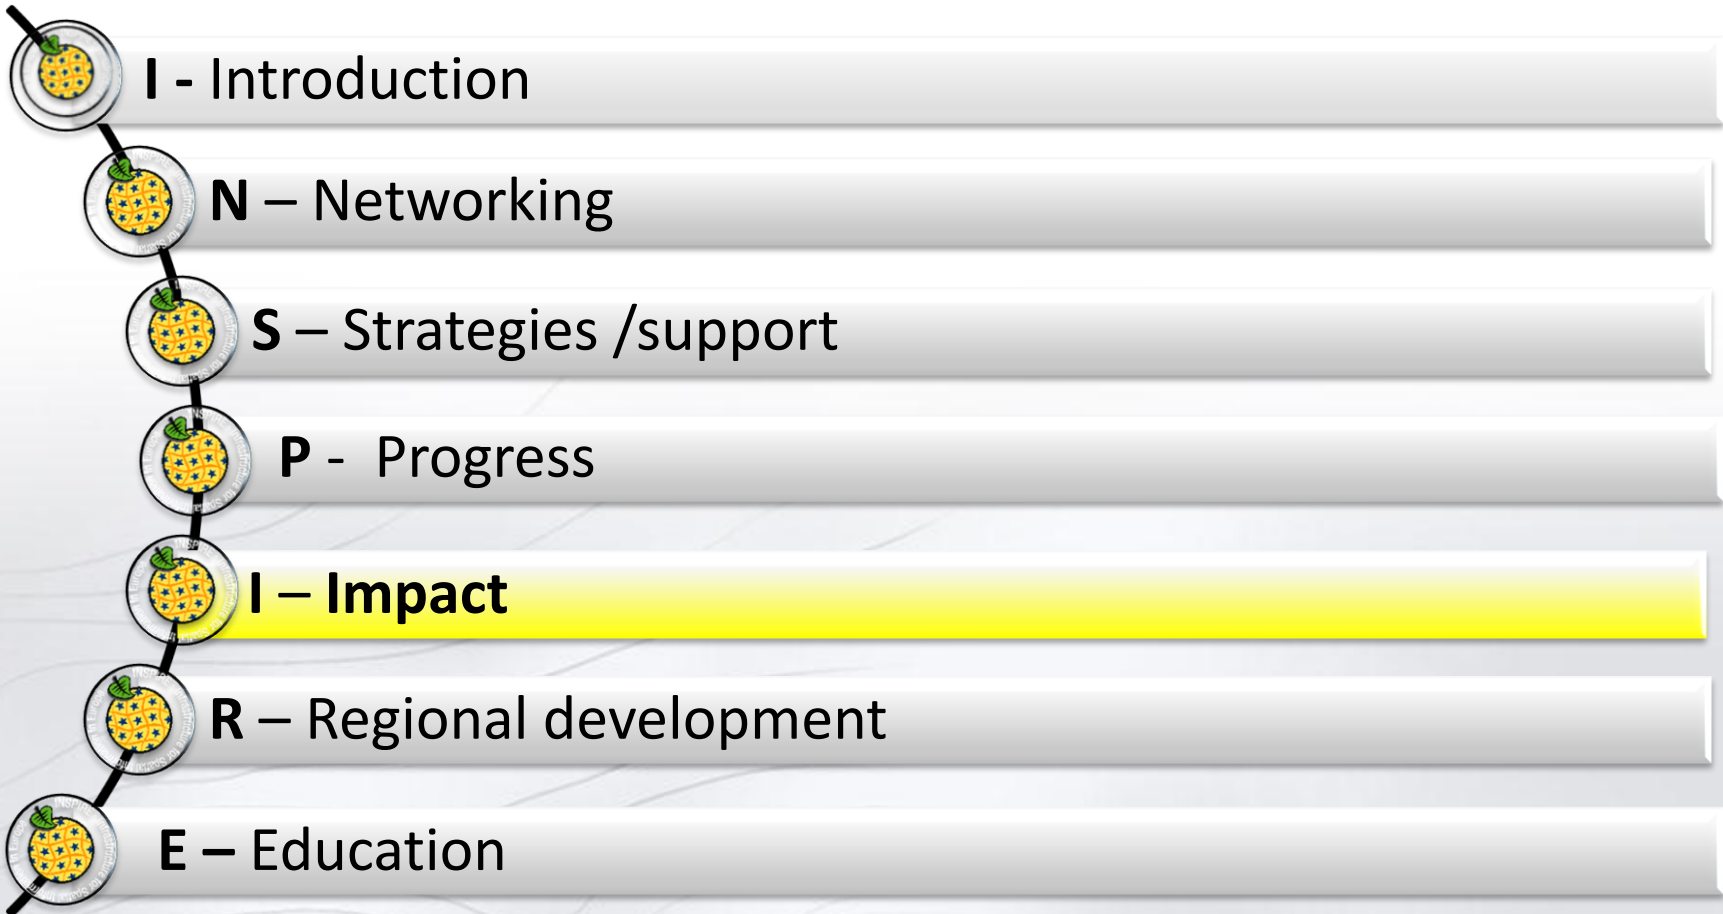 I - Introduction
N – Networking
S – Strategies /support
P - Progress
I – Impact
R – Regional development
E – Education